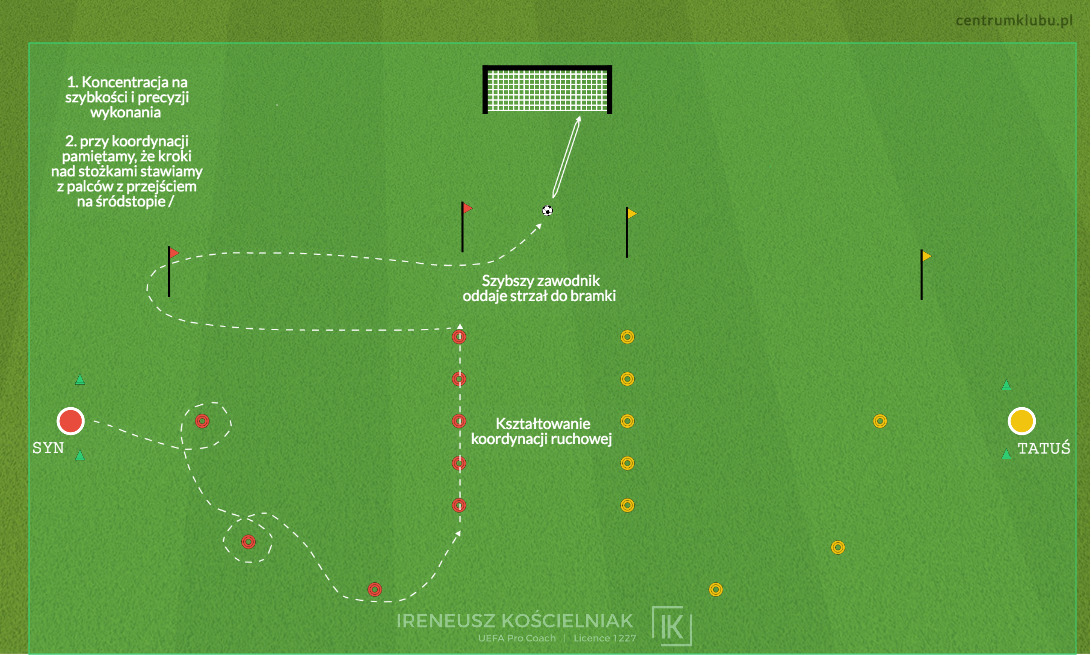 centrumklubu.pl
1. Koncentracja na
szybkości i precyzji
wykonania
2. przy koordynacji
pamiętamy, że kroki
nad stożkami stawiamy
z palców z przejściem
na śródstopie /
Szybszy zawodnik
oddaje strzał do bramki
Kształtowanie
koordynacji ruchowej
SYN
TATUŚ
IRENEUSZ KOŚCIELNIAK
UEFA Pro Coach | Licence 1227
IK